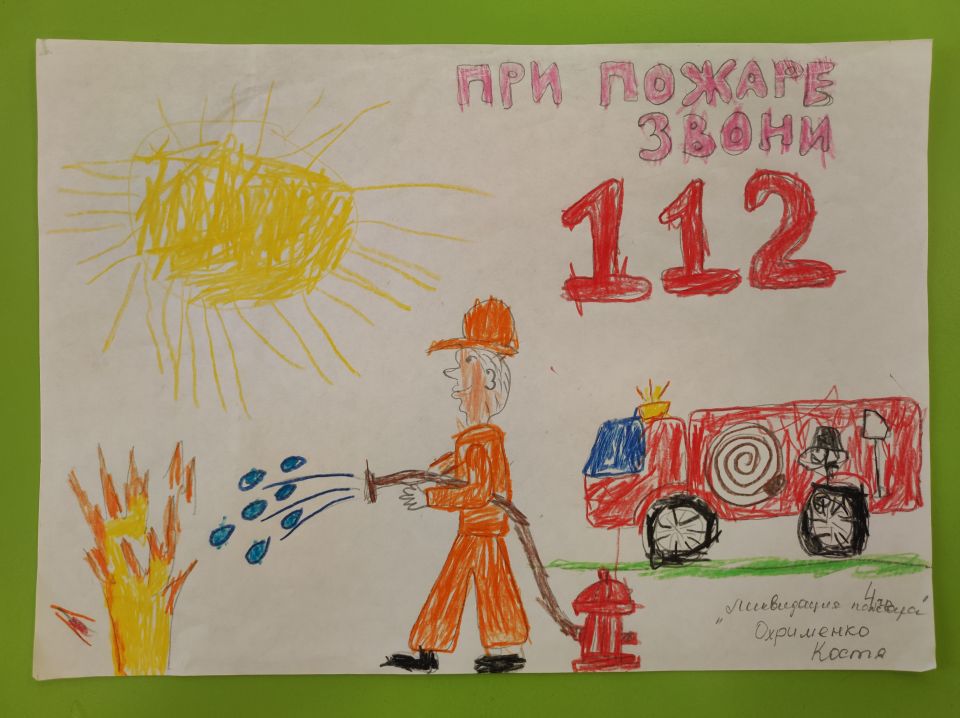 ПРИ ПОЖАРЕ
ЗВОНИ
112
"Ликвидация пожара"
Охрименко
Костя